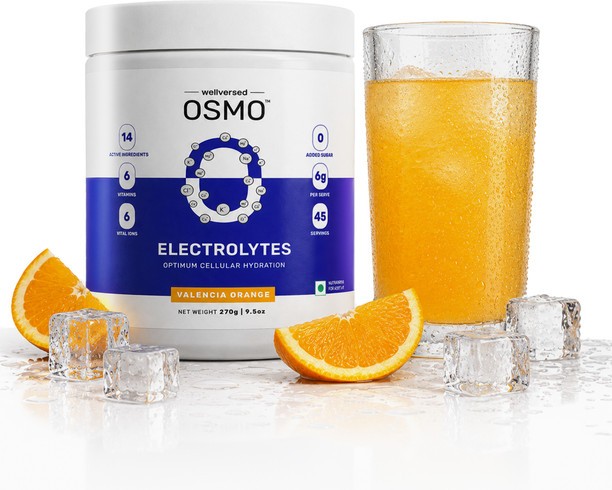 wellversed
OSMO™
14
ACTIVE INGREDIENTS
6
VITAMINS
6
VITAL IONS
0
ADDED SUGAR
6g
PER SERVE
45
SERVINGS
ELECTROLYTES
OPTIMUM CELLULAR HYDRATION
VALENCIA ORANGE
NET WEIGHT 270g | 9.5oz